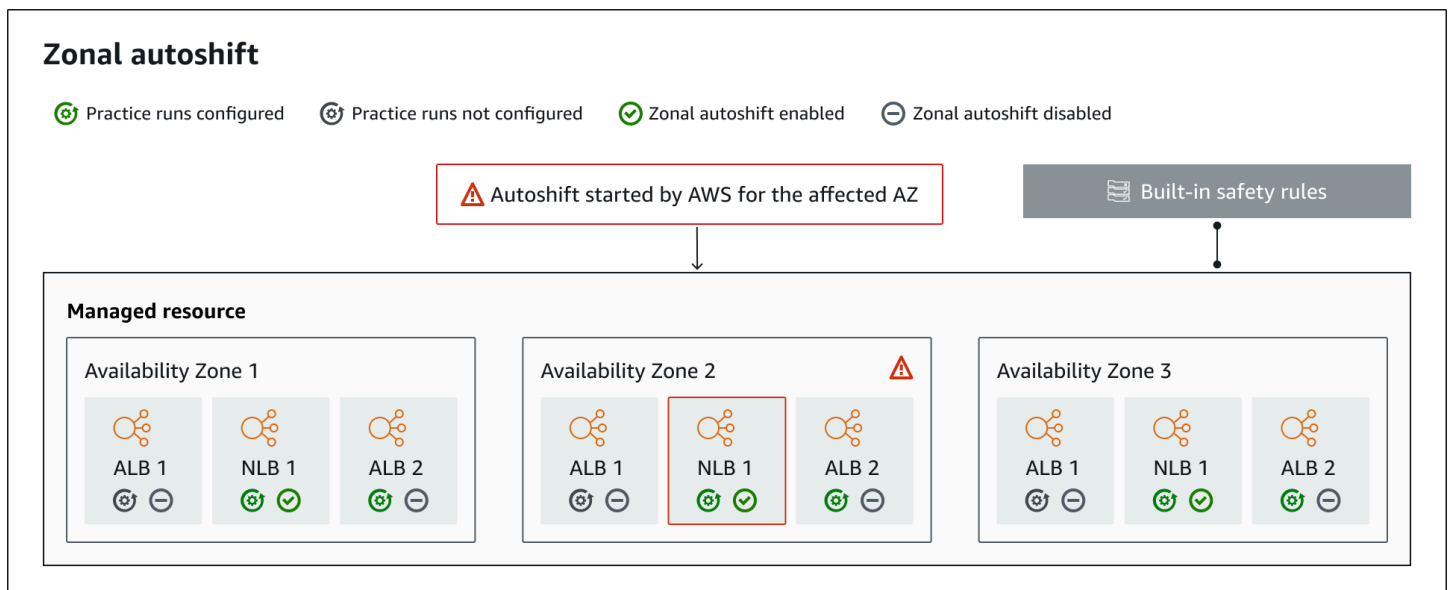 Zonal autoshift
Practice runs configured
Practice runs not configured
Zonal autoshift enabled
Zonal autoshift disabled
Autoshift started by AWS for the affected AZ
Built-in safety rules
Managed resource
Availability Zone 1
ALB 1
NLB 1
ALB 2
Availability Zone 2
ALB 1
NLB 1
ALB 2
Availability Zone 3
ALB 1
NLB 1
ALB 2